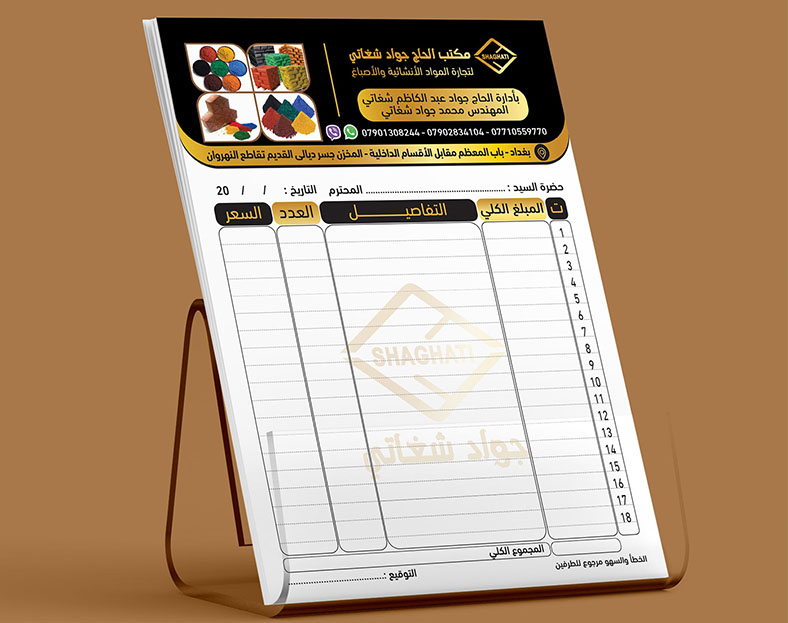 مكتب الحاج جواد شغاتي
SHAGHATI
لتجارة المواد الأنشائية والأصباغ
بأدارة الحاج جواد عبد الكاظم شغاتي
المهندس محمد جواد شغاتي
07901308244 - 07902834104 - 07710559770
بغداد - باب المعظم مقابل الأقسام الداخلية - المخزن جسر ديالى القديم تقاطع النهروان
حضرة السيد : ............................................ المحترم التاريخ : / / 20
ت المبلغ الكلي التفاصيل العدد السعر
1
2
3
4
5
6
7
8
9
10
11
12
13
14
15
16
17
18
SHAGHATI
جواد شغاتي
المجموع الكلي
الخطأ والسهو مرجوع للطرفين
التوقيع : ............................